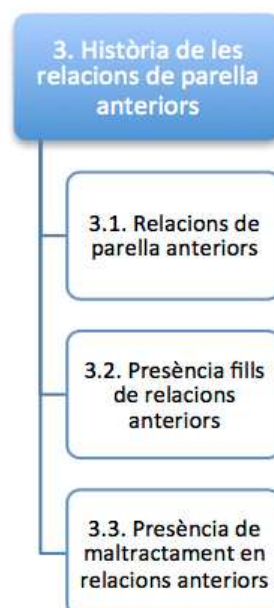 3. Història de les
relacions de parella
anteriors
3.1. Relacions de
parella anteriors
3.2. Presència fills
de relacions
anteriors
3.3. Presència de
maltractament en
relacions anteriors